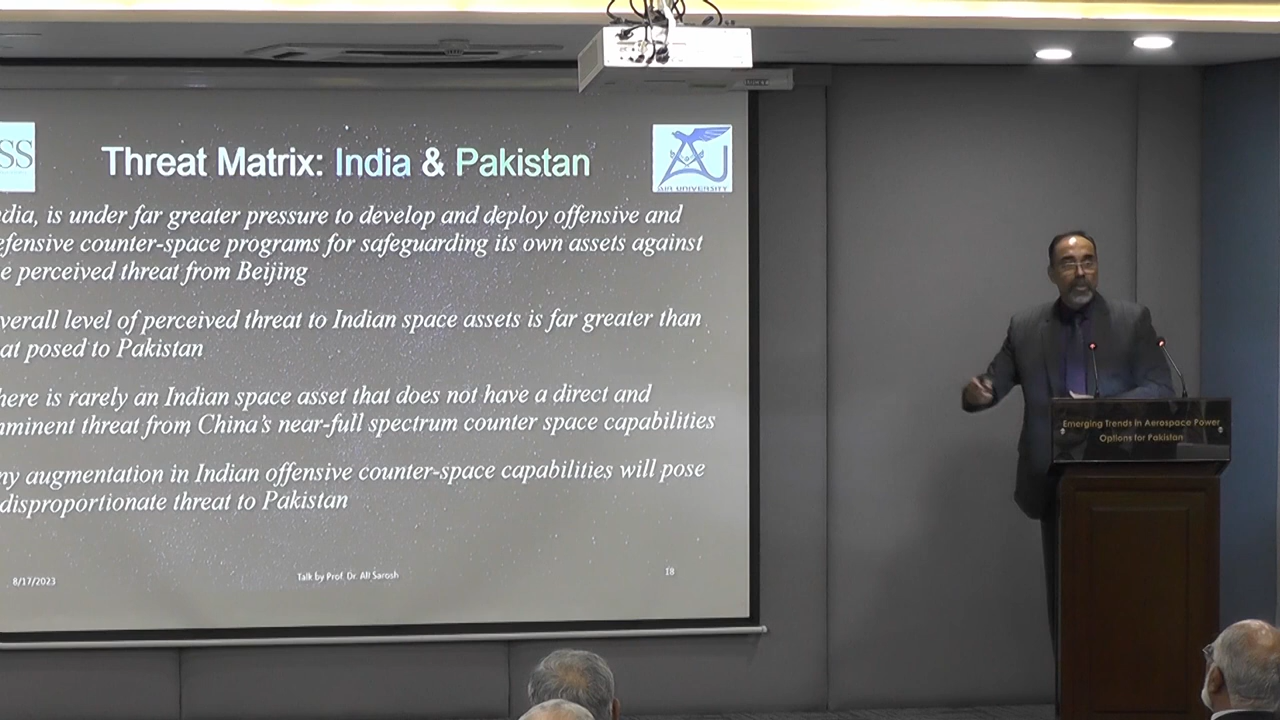 SS
Threat Matrix: India & Pakistan
AIR UNIVERSITY
dia, is under far greater pressure to develop and deploy offensive and
efensive counter-space programs for safeguarding its own assets against
e perceived threat from Beijing
verall level of perceived threat to Indian space assets is far greater than
at posed to Pakistan
here is rarely an Indian space asset that does not have a direct and
mminent threat from China's near-full spectrum counter space capabilities
ny augmentation in Indian offensive counter-space capabilities will pose
disproportionate threat to Pakistan
8/17/2023
Talk by Prof. Dr. Ali Sarosh
18
Emerging Trends in Aerospace Power
Options for Pakistan